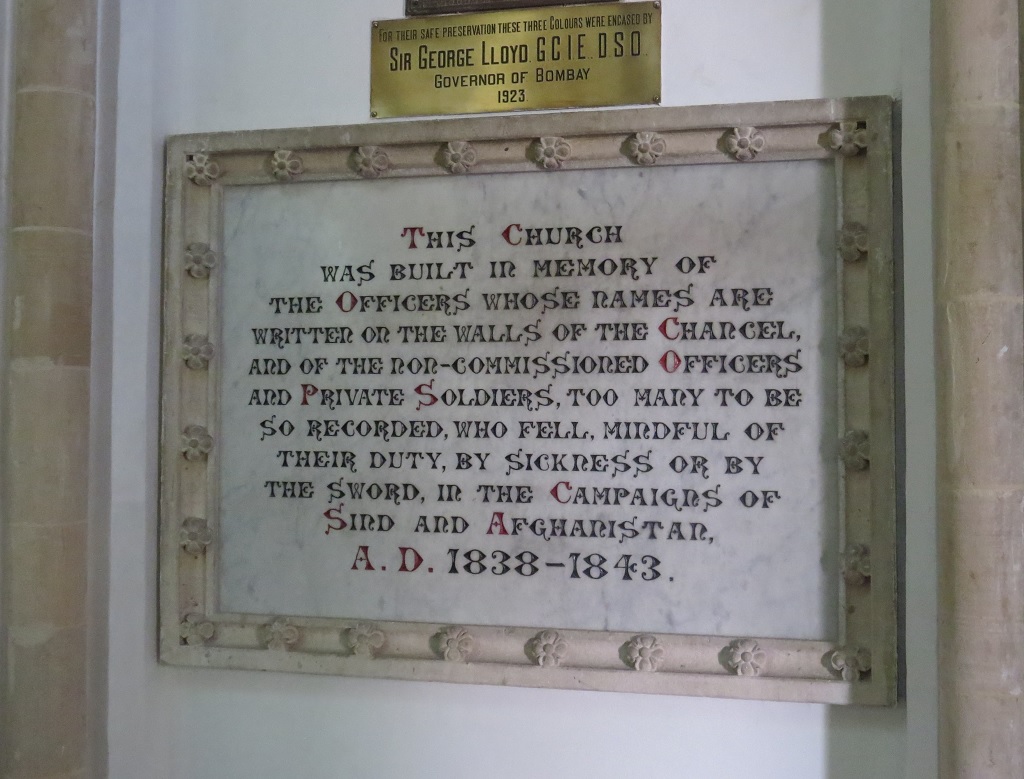 FOR THEIR SAFE PRESERVATION THESE THREE COLOURS WERE ENCASED BY
SIR GEORGE LLOYD. G C I E. D S O
GOVERNOR OF BOMBAY
1923
THIS CHURCH
WAS BUILT IN MEMORY OF
THE OFFICERS WHOSE NAMES ARE
WRITTEN ON THE WALLS OF THE CHANCEL,
AND OF THE NON-COMMISSIONED OFFICERS
AND PRIVATE SOLDIERS, TOO MANY TO BE
SO RECORDED, WHO FELL, MINDFUL OF
THEIR DUTY, BY SICKNESS OR BY
THE SWORD, IN THE CAMPAIGNS OF
SIND AND AFGHANISTAN,
A. D. 1838-1843.